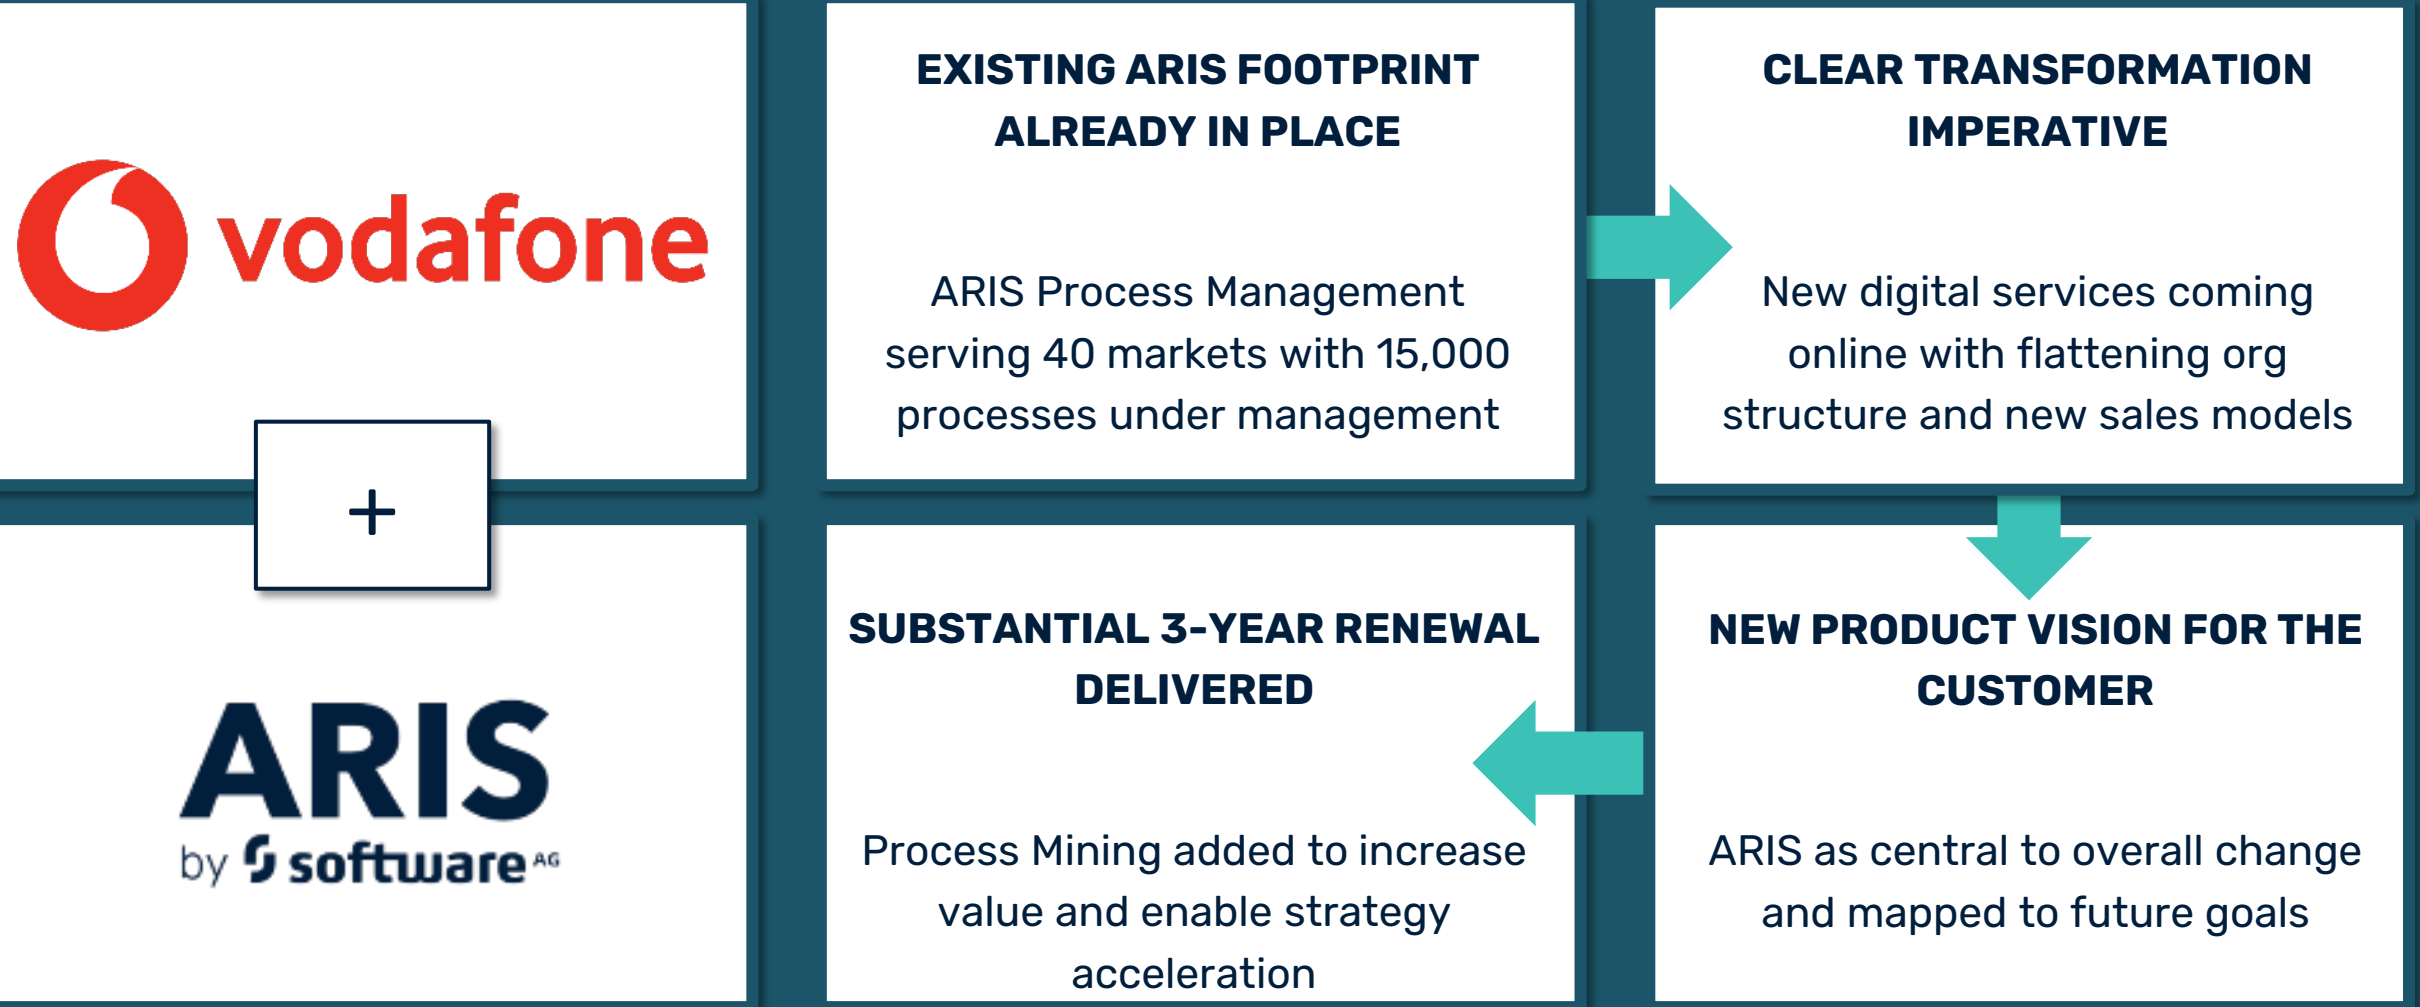 vodafone
+
ARIS
by software AG
EXISTING ARIS FOOTPRINT
ALREADY IN PLACE
ARIS Process Management
serving 40 markets with 15,000
processes under management
CLEAR TRANSFORMATION
IMPERATIVE
New digital services coming
online with flattening org
structure and new sales models
NEW PRODUCT VISION FOR THE
CUSTOMER
ARIS as central to overall change
and mapped to future goals
SUBSTANTIAL 3-YEAR RENEWAL
DELIVERED
Process Mining added to increase
value and enable strategy
acceleration